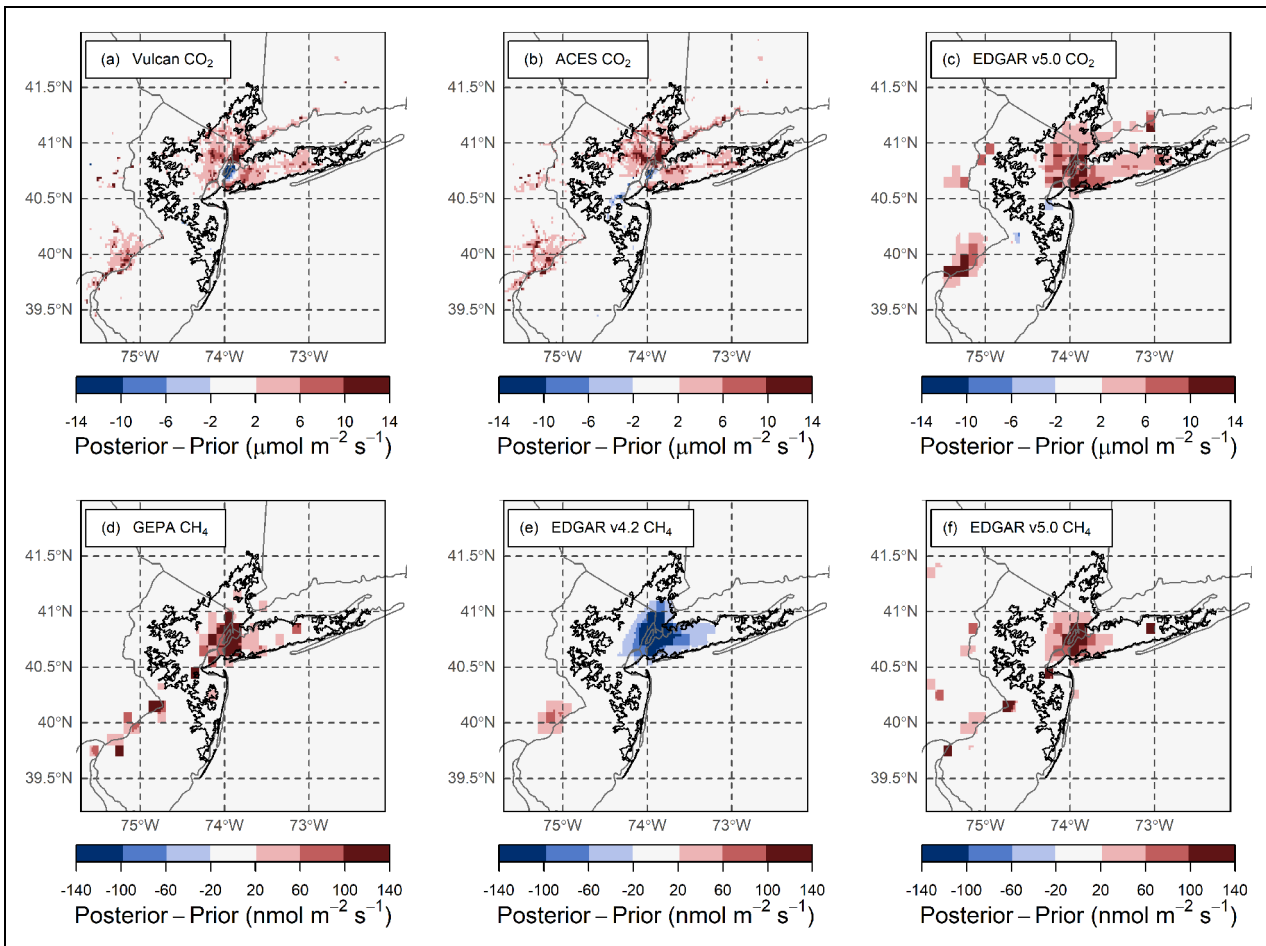 (a) Vulcan CO₂
(b) ACES CO₂
(c) EDGAR v5.0 CO₂
41.5°N
41°N
40.5°N
40°N
39.5°N
75°W 74°W 73°W
41.5°N
41°N
40.5°N
40°N
39.5°N
75°W 74°W 73°W
41.5°N
41°N
40.5°N
40°N
39.5°N
75°W 74°W 73°W
-14 -10 -6 -2 2 6 10 14
Posterior – Prior (μmol m⁻² s⁻¹)
-14 -10 -6 -2 2 6 10 14
Posterior – Prior (μmol m⁻² s⁻¹)
-14 -10 -6 -2 2 6 10 14
Posterior – Prior (μmol m⁻² s⁻¹)
(d) GEPA CH₄
(e) EDGAR v4.2 CH₄
(f) EDGAR v5.0 CH₄
41.5°N
41°N
40.5°N
40°N
39.5°N
75°W 74°W 73°W
41.5°N
41°N
40.5°N
40°N
39.5°N
75°W 74°W 73°W
41.5°N
41°N
40.5°N
40°N
39.5°N
75°W 74°W 73°W
-140 -100 -60 -20 20 60 100 140
Posterior – Prior (nmol m⁻² s⁻¹)
-140 -100 -60 -20 20 60 100 140
Posterior – Prior (nmol m⁻² s⁻¹)
-140 -100 -60 -20 20 60 100 140
Posterior – Prior (nmol m⁻² s⁻¹)